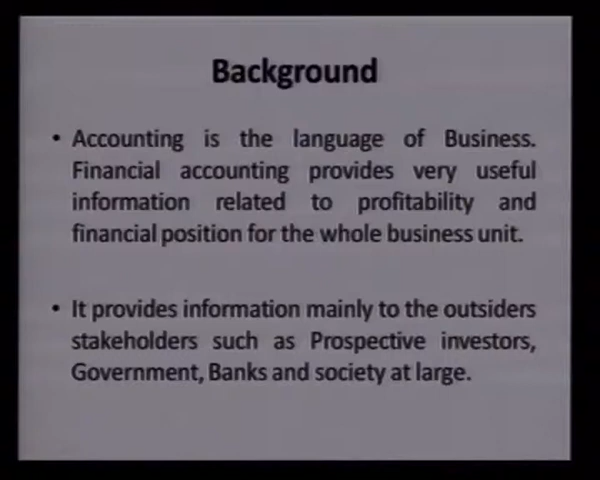 Background
• Accounting is the language of Business.
Financial accounting provides very useful
information related to profitability and
financial position for the whole business unit.
• It provides information mainly to the outsiders
stakeholders such as Prospective investors,
Government, Banks and society at large.